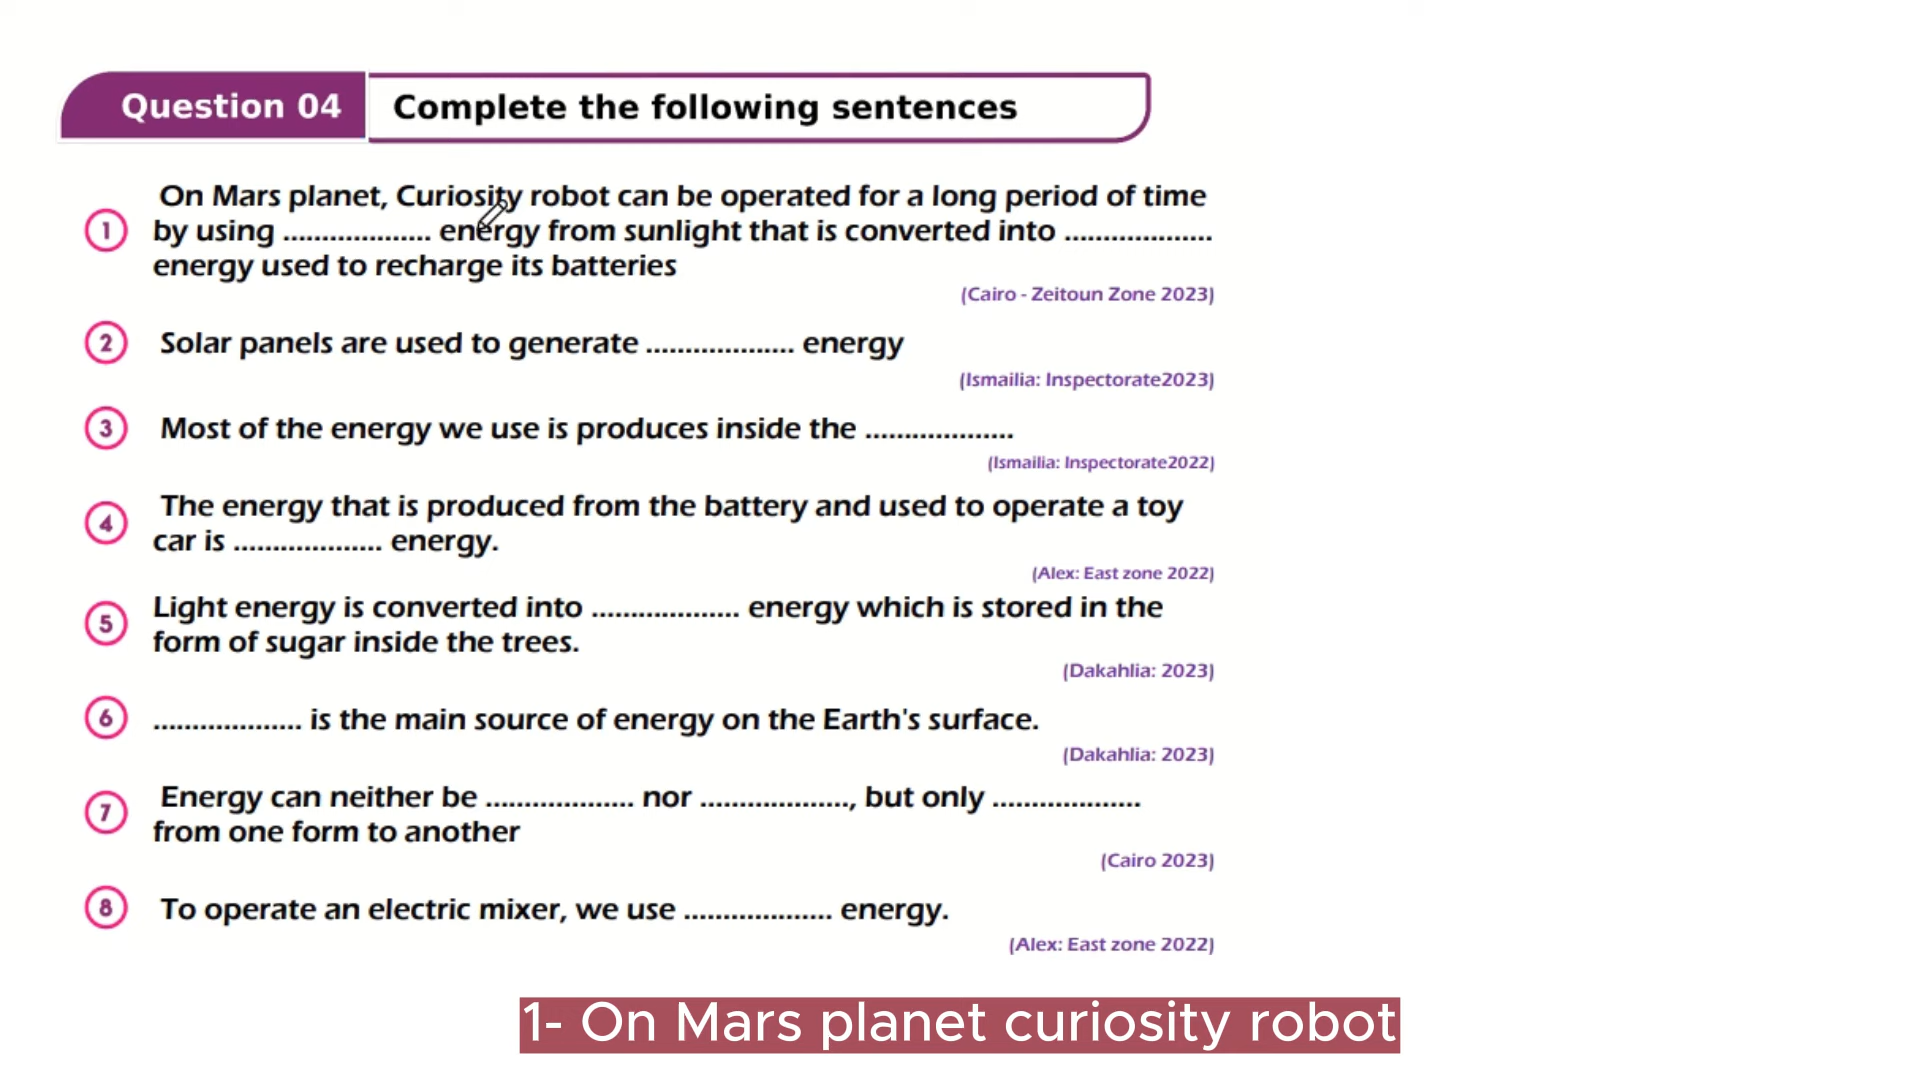 Question 04 Complete the following sentences
1 On Mars planet, Curiosity robot can be operated for a long period of time
by using ................... energy from sunlight that is converted into ...................
energy used to recharge its batteries
(Cairo - Zeitoun Zone 2023)
2 Solar panels are used to generate ................... energy
(Ismailia: Inspectorate2023)
3 Most of the energy we use is produces inside the ...................
(Ismailia: Inspectorate2022)
4 The energy that is produced from the battery and used to operate a toy
car is ................... energy.
(Alex: East zone 2022)
5 Light energy is converted into ................... energy which is stored in the
form of sugar inside the trees.
(Dakahlia: 2023)
6 ................... is the main source of energy on the Earth's surface.
(Dakahlia: 2023)
7 Energy can neither be ................... nor ..................., but only ...................
from one form to another
(Cairo 2023)
8 To operate an electric mixer, we use ................... energy.
(Alex: East zone 2022)
1- On Mars planet curiosity robot